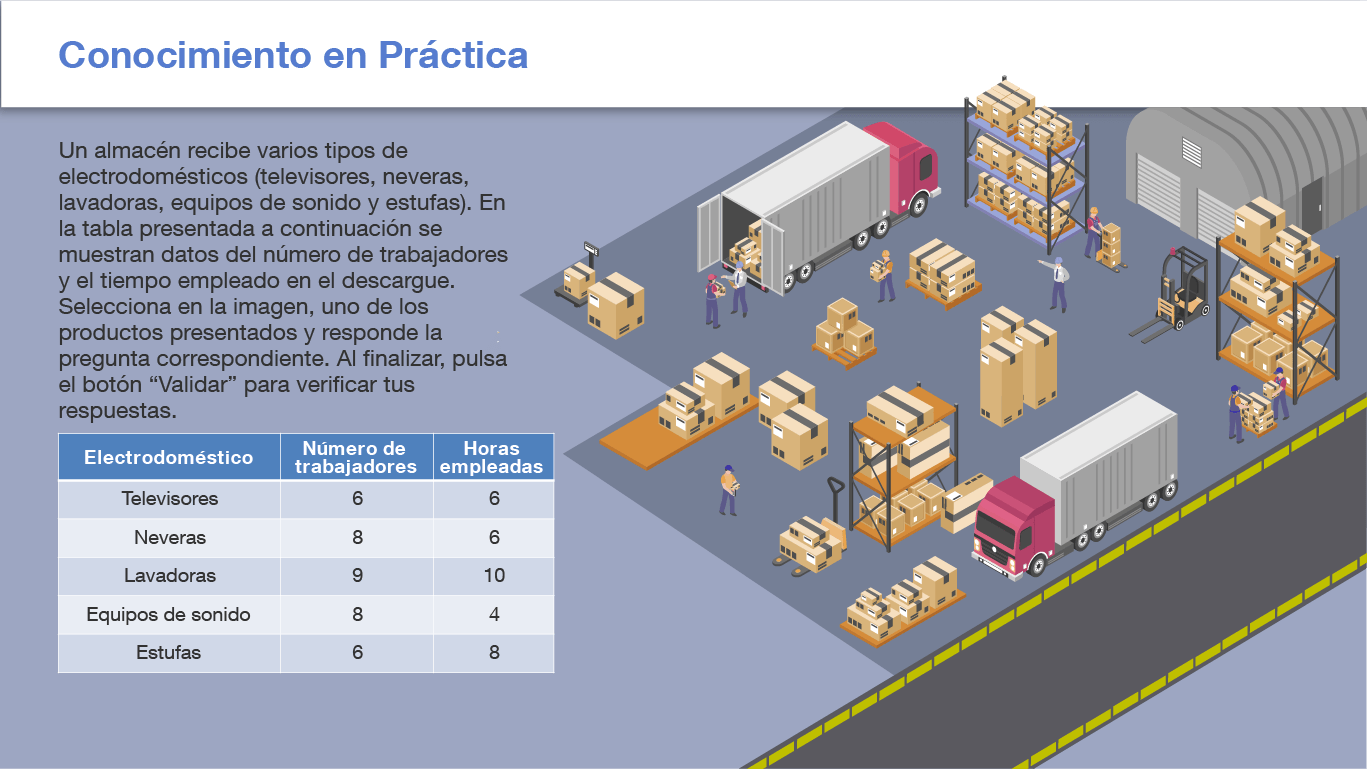 Conocimiento en Práctica
Un almacén recibe varios tipos de
electrodomésticos (televisores, neveras,
lavadoras, equipos de sonido y estufas). En
la tabla presentada a continuación se
muestran datos del número de trabajadores
y el tiempo empleado en el descargue.
Selecciona en la imagen, uno de los
productos presentados y responde la
pregunta correspondiente. Al finalizar, pulsa
el botón “Validar” para verificar tus
respuestas.
Electrodoméstico Número de trabajadores Horas empleadas
Televisores 6 6
Neveras 8 6
Lavadoras 9 10
Equipos de sonido 8 4
Estufas 6 8